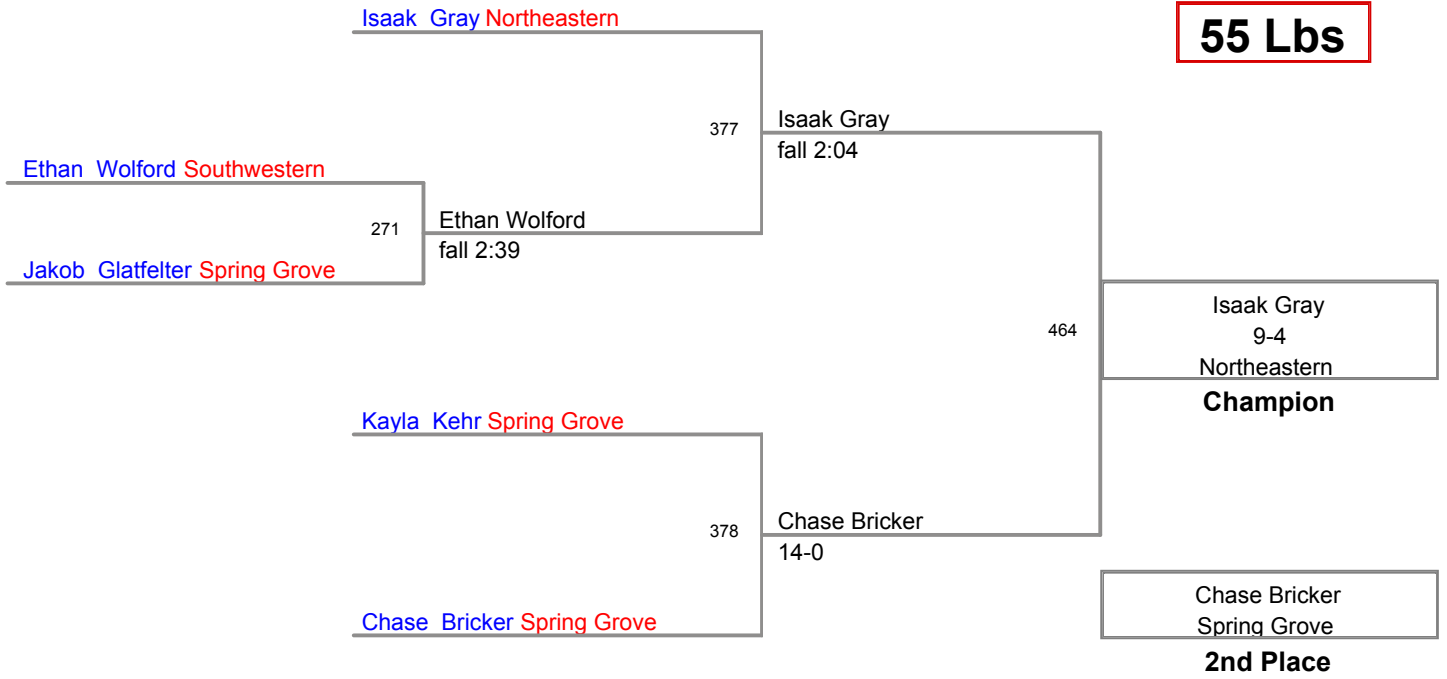 Isaak Gray Northeastern
55 Lbs
377
Isaak Gray
fall 2:04
Ethan Wolford Southwestern
271
Ethan Wolford
fall 2:39
Jakob Glatfelter Spring Grove
464
Isaak Gray
9-4
Northeastern
Champion
Kayla Kehr Spring Grove
378
Chase Bricker
14-0
Chase Bricker Spring Grove
Chase Bricker
Spring Grove
2nd Place